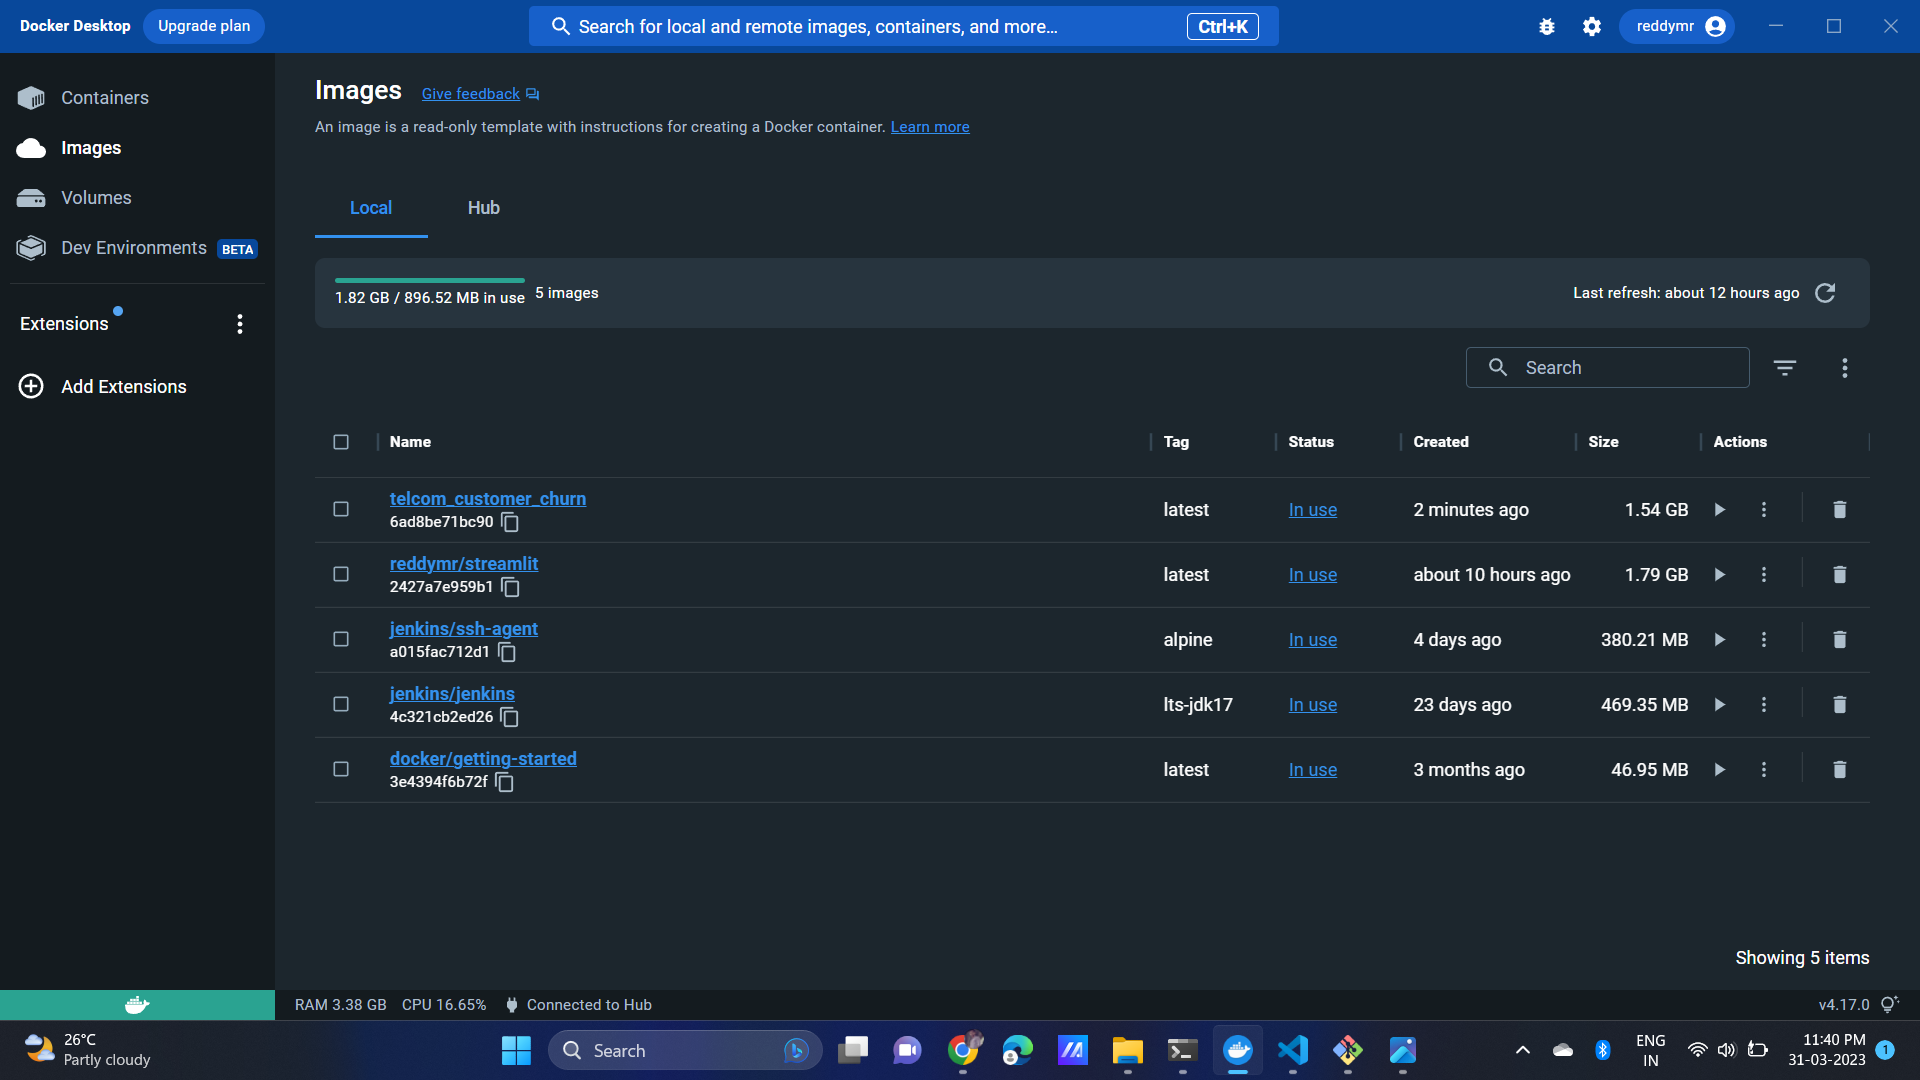 Docker Desktop
Upgrade plan
Search for local and remote images, containers, and more...
Ctrl+K
reddymr
Containers
Images
Volumes
Dev Environments BETA
Extensions
Add Extensions
Images Give feedback
An image is a read-only template with instructions for creating a Docker container. Learn more
Local Hub
1.82 GB / 896.52 MB in use 5 images
Last refresh: about 12 hours ago
Search
Name Tag Status Created Size Actions
telcom_customer_churn
6ad8be71bc90
latest In use 2 minutes ago 1.54 GB
reddymr/streamlit
2427a7e959b1
latest In use about 10 hours ago 1.79 GB
jenkins/ssh-agent
a015fac712d1
alpine In use 4 days ago 380.21 MB
jenkins/jenkins
4c321cb2ed26
lts-jdk17 In use 23 days ago 469.35 MB
docker/getting-started
3e4394f6b72f
latest In use 3 months ago 46.95 MB
Showing 5 items
RAM 3.38 GB CPU 16.65% Connected to Hub
v4.17.0
26°C
Partly cloudy
Search
ENG
IN
11:40 PM
31-03-2023
1